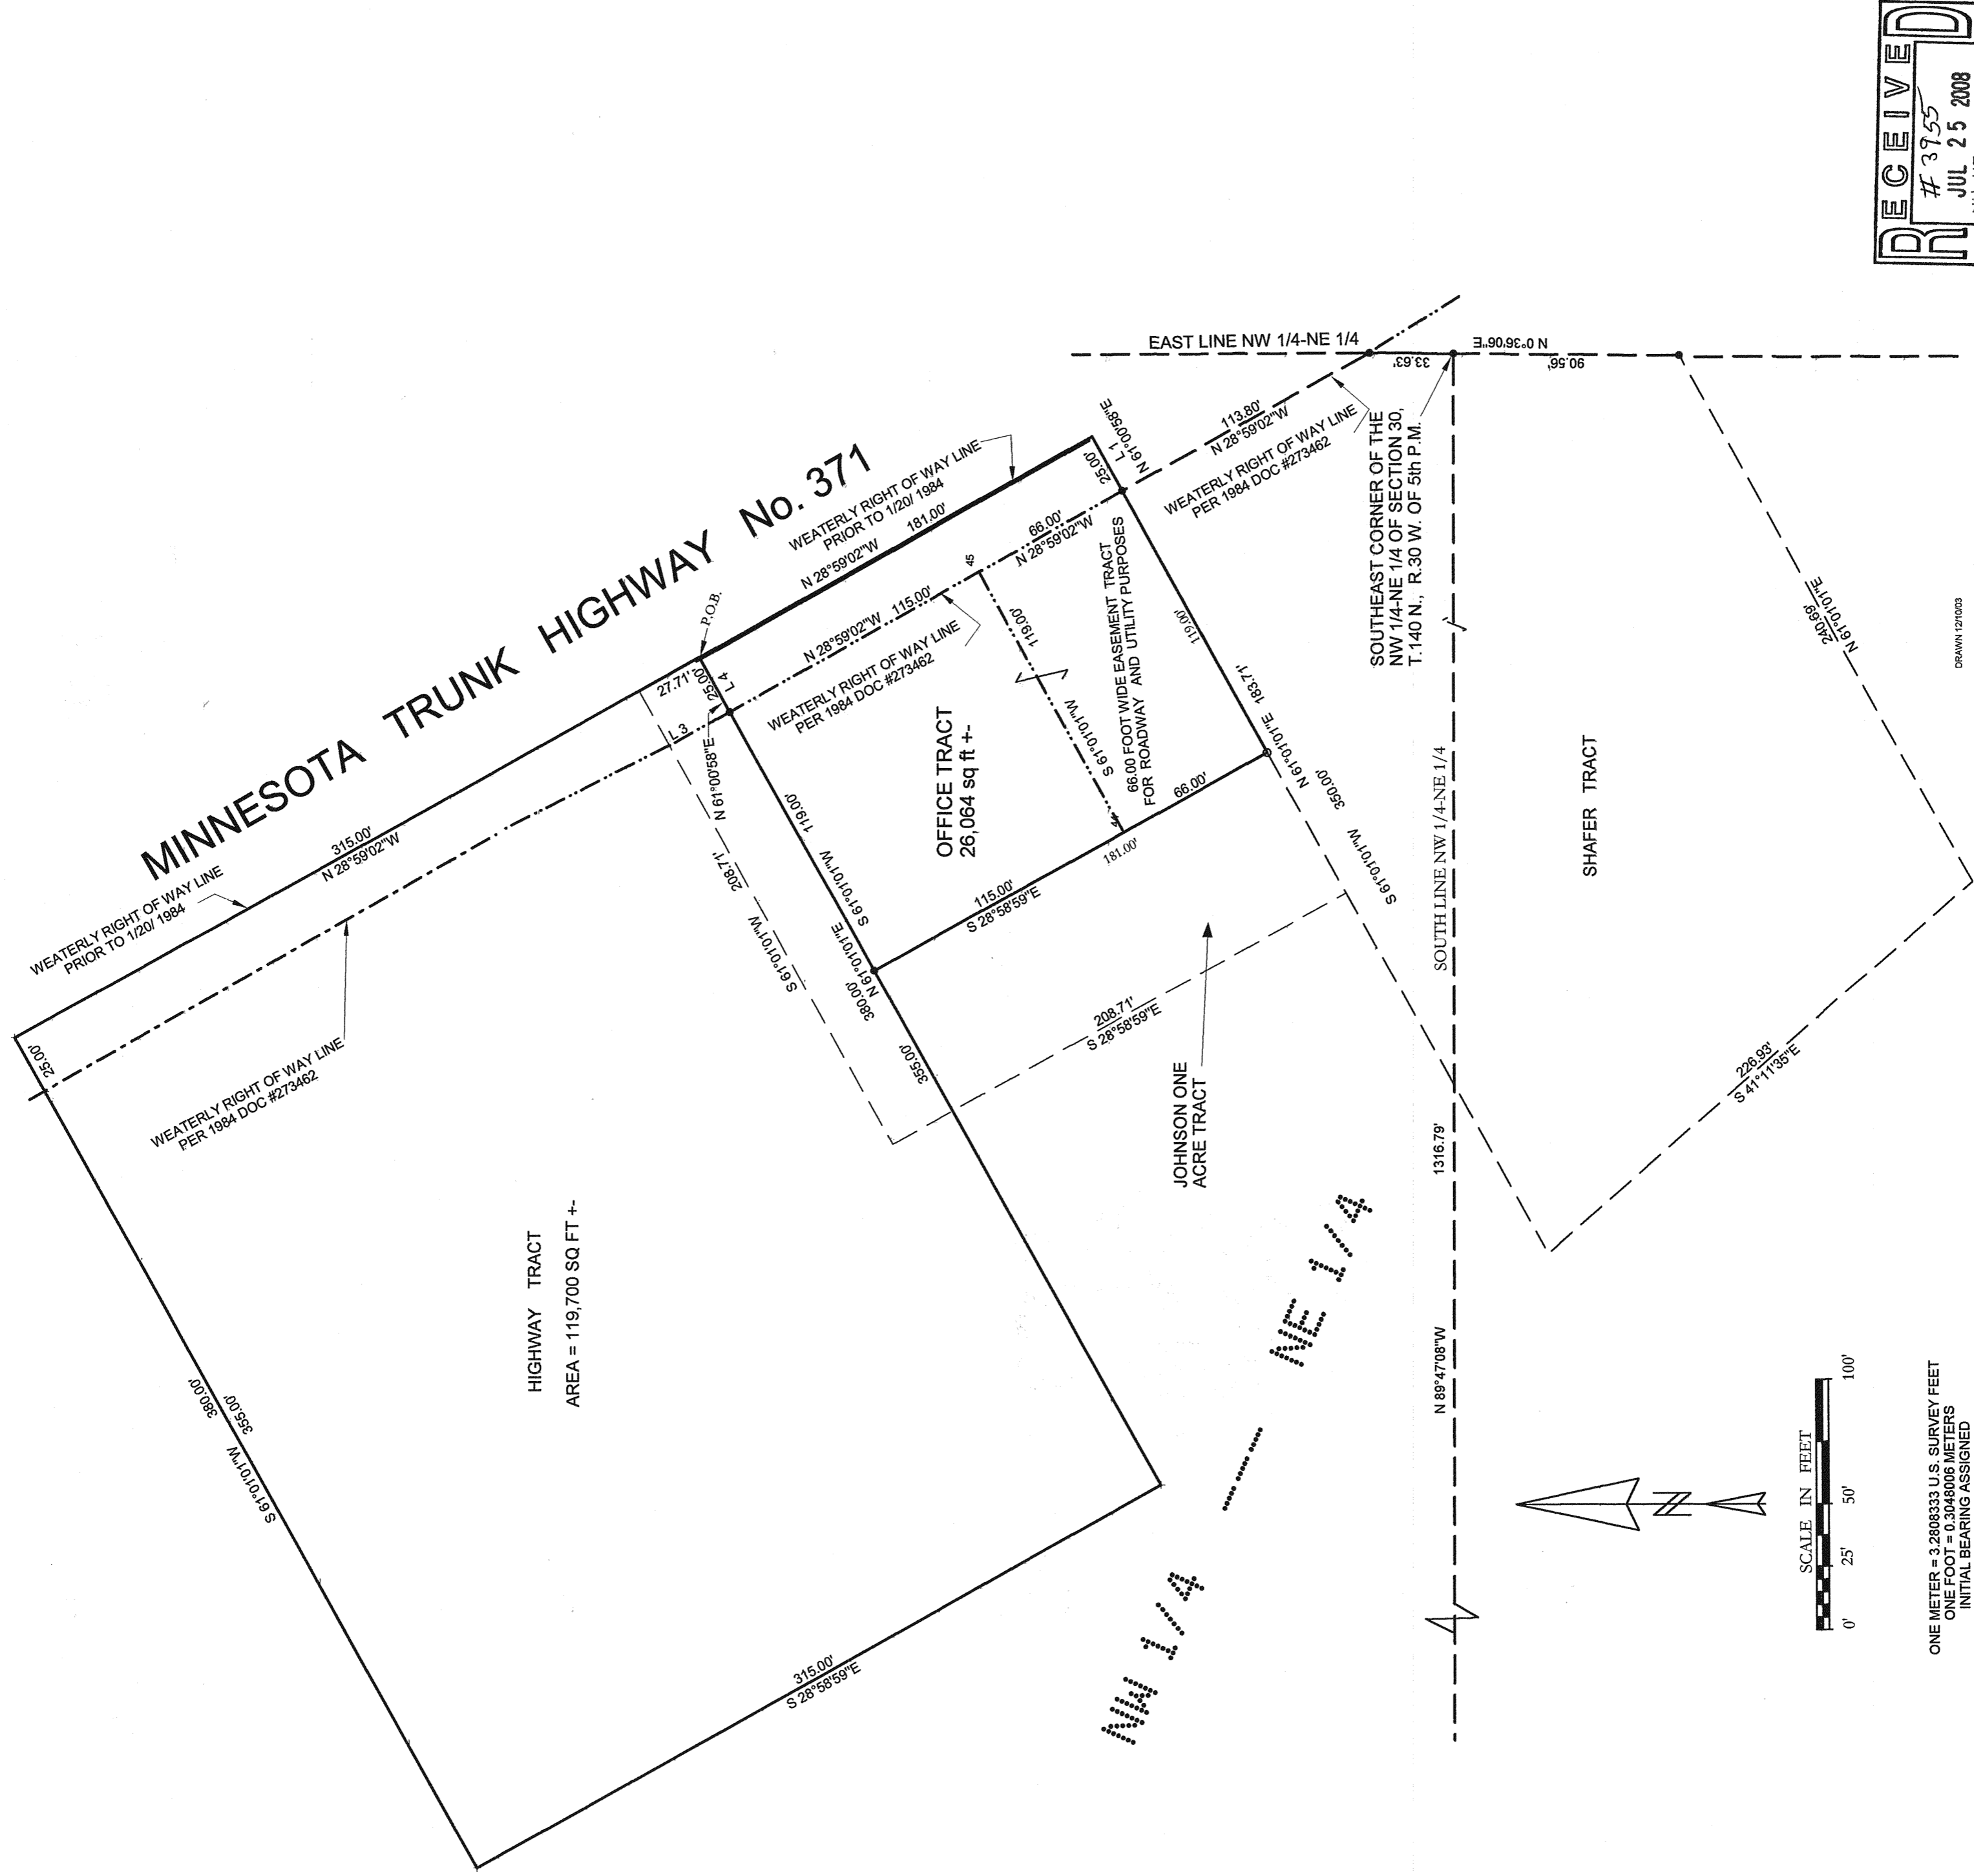 RECEIVED
# 3955
JUL 25 2008
MINNESOTA TRUNK HIGHWAY No. 371
WEATERLY RIGHT OF WAY LINE
PRIOR TO 1/20/ 1984
25.00'
315.00'
N 28°59'02"W
WEATERLY RIGHT OF WAY LINE
PER 1984 DOC #273462
380.00'
355.00'
S 61°01'01"W
HIGHWAY TRACT
AREA = 119,700 SQ FT +-
315.00'
S 28°58'59"E
27.71'
P.O.B.
25.00'
L 4
L 3
N 61°00'58"E
WEATERLY RIGHT OF WAY LINE
PRIOR TO 1/20/ 1984
181.00'
N 28°59'02"W
N 28°59'02"W 115.00'
WEATERLY RIGHT OF WAY LINE
PER 1984 DOC #273462
45
66.00'
N 28°59'02"W
25.00'
L 1
N 61°00'58"E
113.80'
N 28°59'02"W
WEATERLY RIGHT OF WAY LINE
PER 1984 DOC #273462
EAST LINE NW 1/4-NE 1/4
33.63'
N 0°36'06"E
90.56'
SOUTHEAST CORNER OF THE
NW 1/4-NE 1/4 OF SECTION 30,
T.140 N., R.30 W. OF 5th P.M.
OFFICE TRACT
26,064 sq ft +-
119.00'
S 61°01'01"W
66.00 FOOT WIDE EASEMENT TRACT
FOR ROADWAY AND UTILITY PURPOSES
44
119.00'
183.71'
N 61°01'01"E
350.00'
S 61°01'01"W
66.00'
181.00'
115.00'
S 28°58'59"E
119.00'
S 61°01'01"W
N 61°01'01"E
380.00'
355.00'
208.71'
S 61°01'01"W
208.71'
S 28°58'59"E
JOHNSON ONE
ACRE TRACT
SOUTH LINE NW 1/4-NE 1/4
1316.79'
N 89°47'08"W
SHAFER TRACT
240.69'
N 61°01'01"E
226.93'
S 41°11'35"E
NW 1/4 — NE 1/4
N
SCALE IN FEET
0' 25' 50' 100'
ONE METER = 3.2808333 U.S. SURVEY FEET
ONE FOOT = 0.3048006 METERS
INITIAL BEARING ASSIGNED
DRAWN 12/10/03